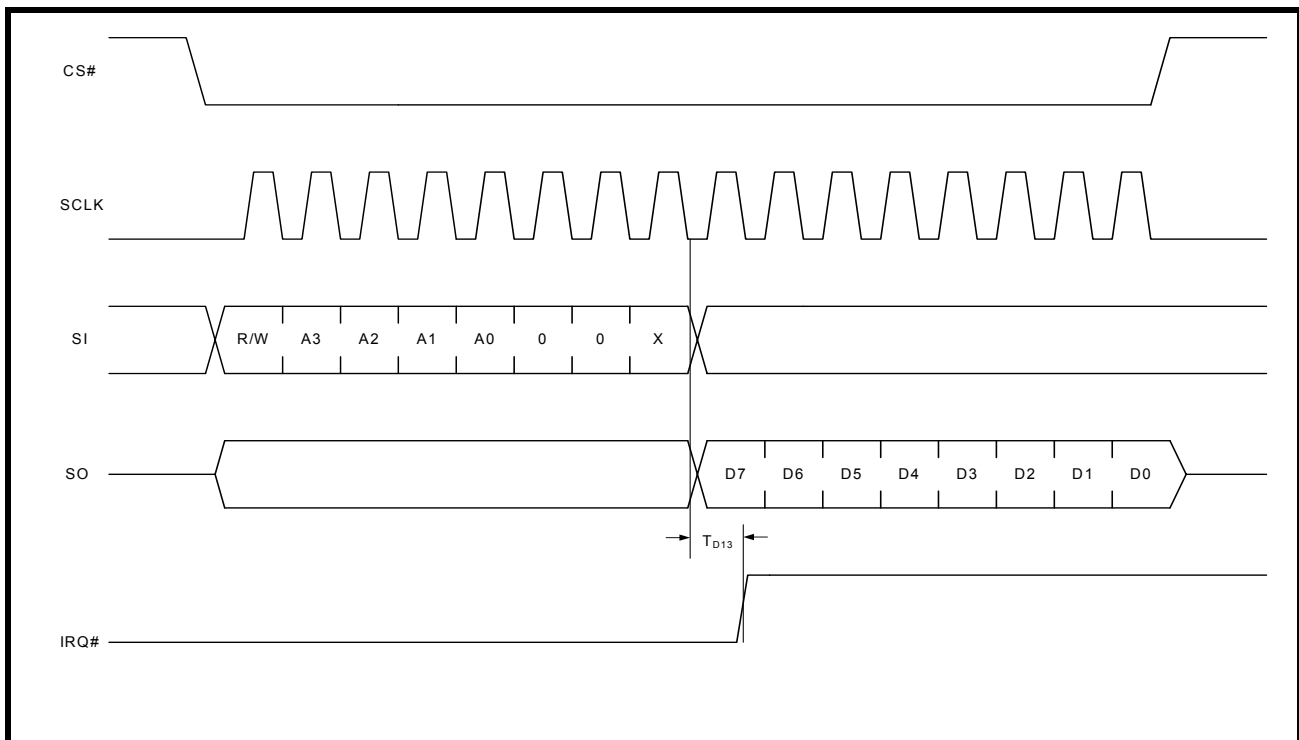 CS#
SCLK
SI R/W A3 A2 A1 A0 0 0 X
SO D7 D6 D5 D4 D3 D2 D1 D0
TD13
IRQ#